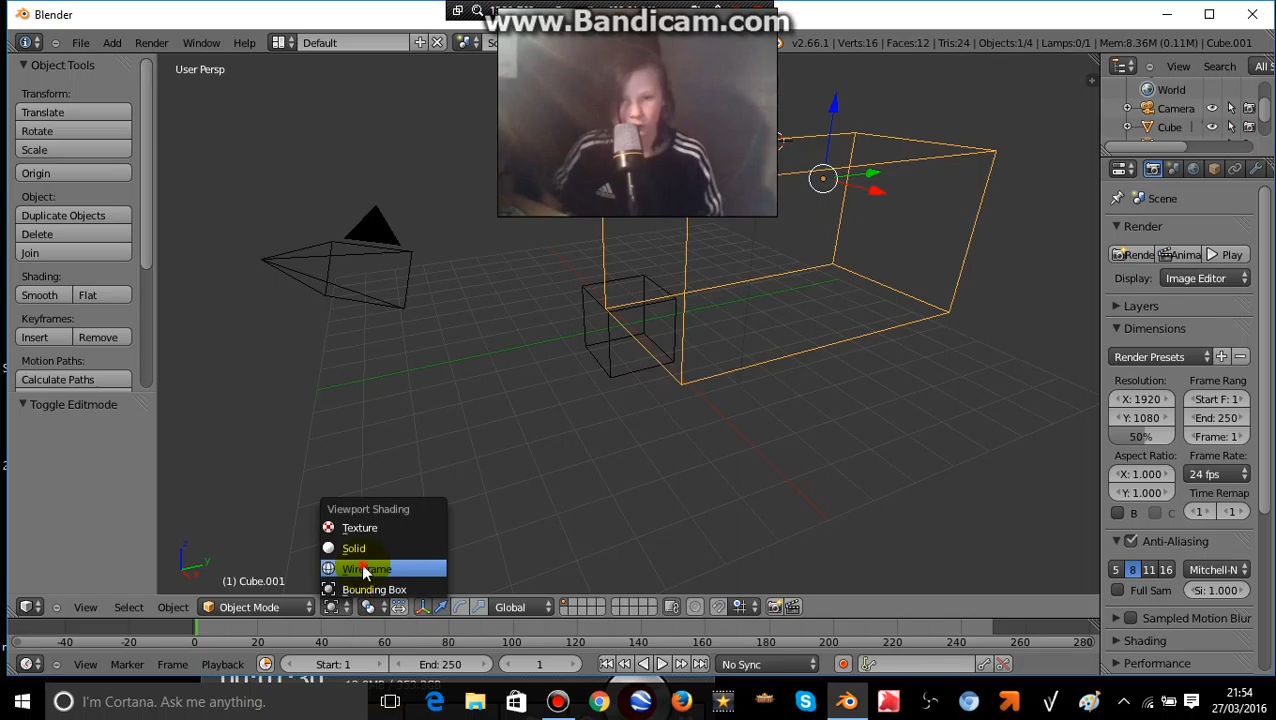 Blender
www.Bandicam.com
File Add Render Window Help Default v2.66.1 | Verts:16 | Faces:12 | Tris:24 | Objects:1/4 | Lamps:0/1 | Mem:8.36M (0.11M) | Cube.001
Object Tools
Transform:
Translate
Rotate
Scale
Origin
Object:
Duplicate Objects
Delete
Join
Shading:
Smooth Flat
Keyframes:
Insert Remove
Motion Paths:
Calculate Paths
Toggle Editmode
User Persp
Viewport Shading
Texture
Solid
Wireframe
Bounding Box
(1) Cube.001
View Search All S
World
Camera
Cube
Scene
Render
Rende Anima Play
Display: Image Editor
Layers
Dimensions
Render Presets
Resolution: Frame Rang
X: 1920 Start F: 1
Y: 1080 End: 250
50% Frame: 1
Aspect Ratio: Frame Rate:
X: 1.000 24 fps
Y: 1.000 Time Remap
B C 1 1
Anti-Aliasing
5 8 11 16 Mitchell-N
Full Sam Si: 1.000
Sampled Motion Blur
Shading
Performance
View Select Object Object Mode Global
-40 -20 0 20 40 60 80 100 120 140 160 180 200 220 240 260 280
View Marker Frame Playback Start: 1 End: 250 1 No Sync
I'm Cortana. Ask me anything.
21:54
27/03/2016